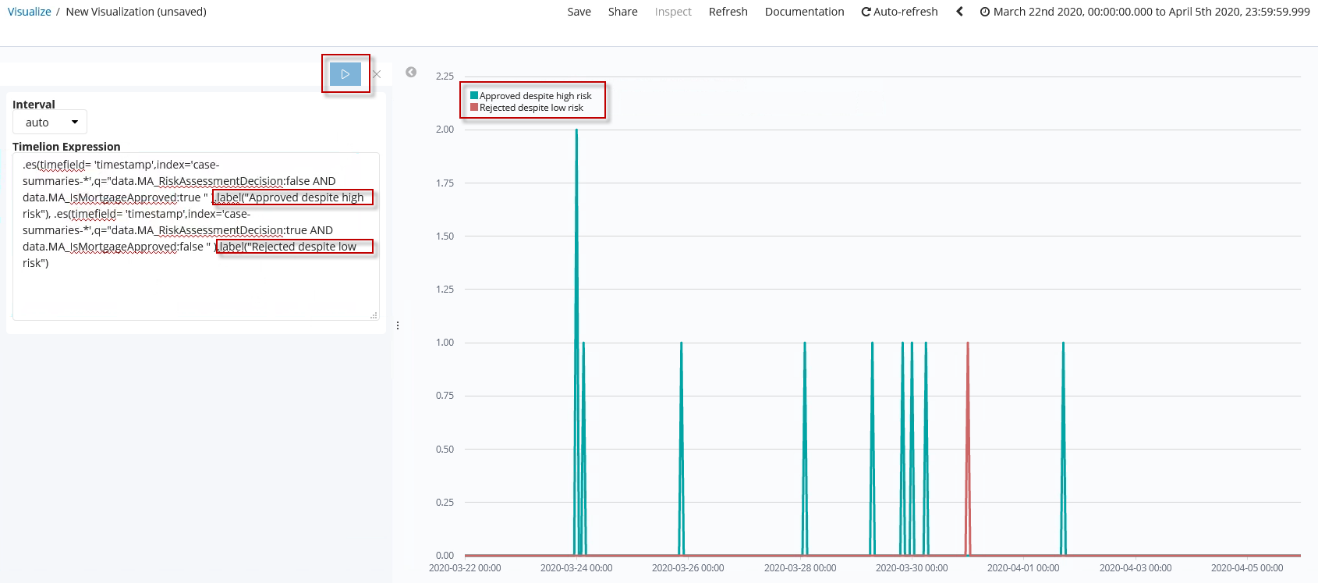 Visualize / New Visualization (unsaved)
Save Share Inspect Refresh Documentation Auto-refresh March 22nd 2020, 00:00:00.000 to April 5th 2020, 23:59:59.999
Interval
auto
Timelion Expression
.es(timefield= 'timestamp',index='case-
summaries-*',q="data.MA_RiskAssessmentDecision:false AND
data.MA_IsMortgageApproved:true " ).label("Approved despite high
risk"), .es(timefield= 'timestamp',index='case-
summaries-*',q="data.MA_RiskAssessmentDecision:true AND
data.MA_IsMortgageApproved:false " ).label("Rejected despite low
risk")
Approved despite high risk
Rejected despite low risk
2.25
2.00
1.75
1.50
1.25
1.00
0.75
0.50
0.25
0.00
2020-03-22 00:00 2020-03-24 00:00 2020-03-26 00:00 2020-03-28 00:00 2020-03-30 00:00 2020-04-01 00:00 2020-04-03 00:00 2020-04-05 00:00